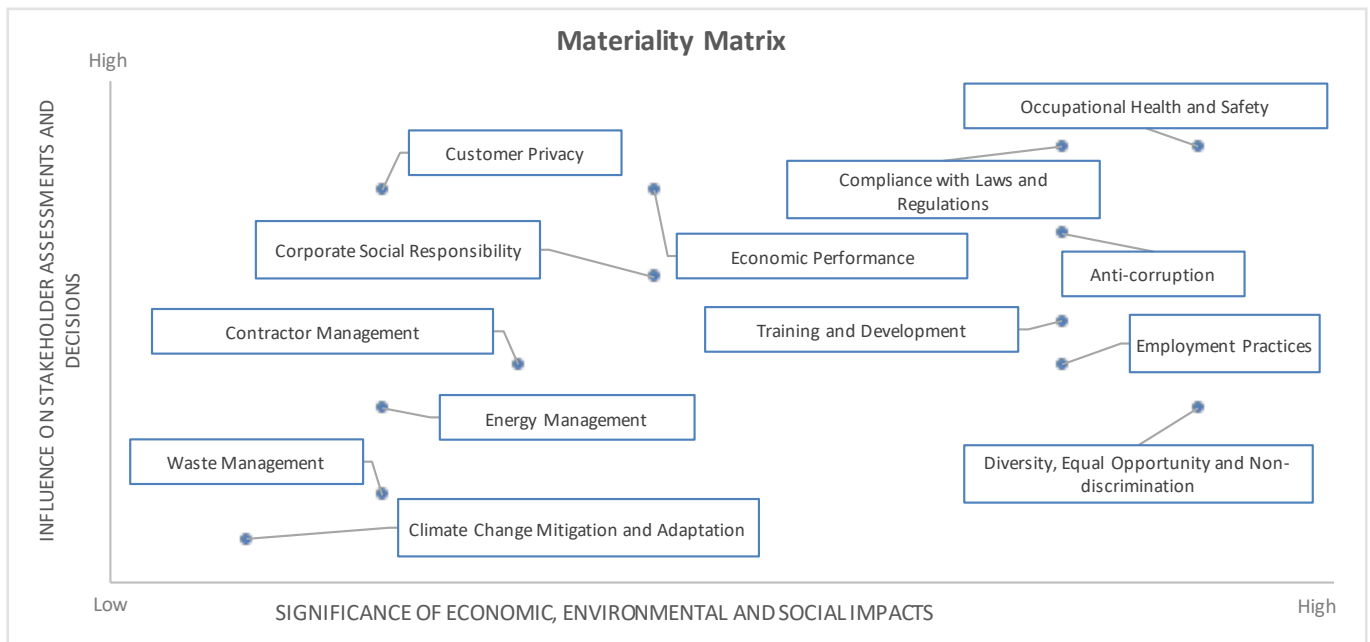 Materiality Matrix
High
INFLUENCE ON STAKEHOLDER ASSESSMENTS AND
DECISIONS
Occupational Health and Safety
Customer Privacy
Compliance with Laws and
Regulations
Corporate Social Responsibility
Economic Performance
Anti-corruption
Contractor Management
Training and Development
Employment Practices
Energy Management
Waste Management
Diversity, Equal Opportunity and Non-
discrimination
Climate Change Mitigation and Adaptation
Low
SIGNIFICANCE OF ECONOMIC, ENVIRONMENTAL AND SOCIAL IMPACTS
High